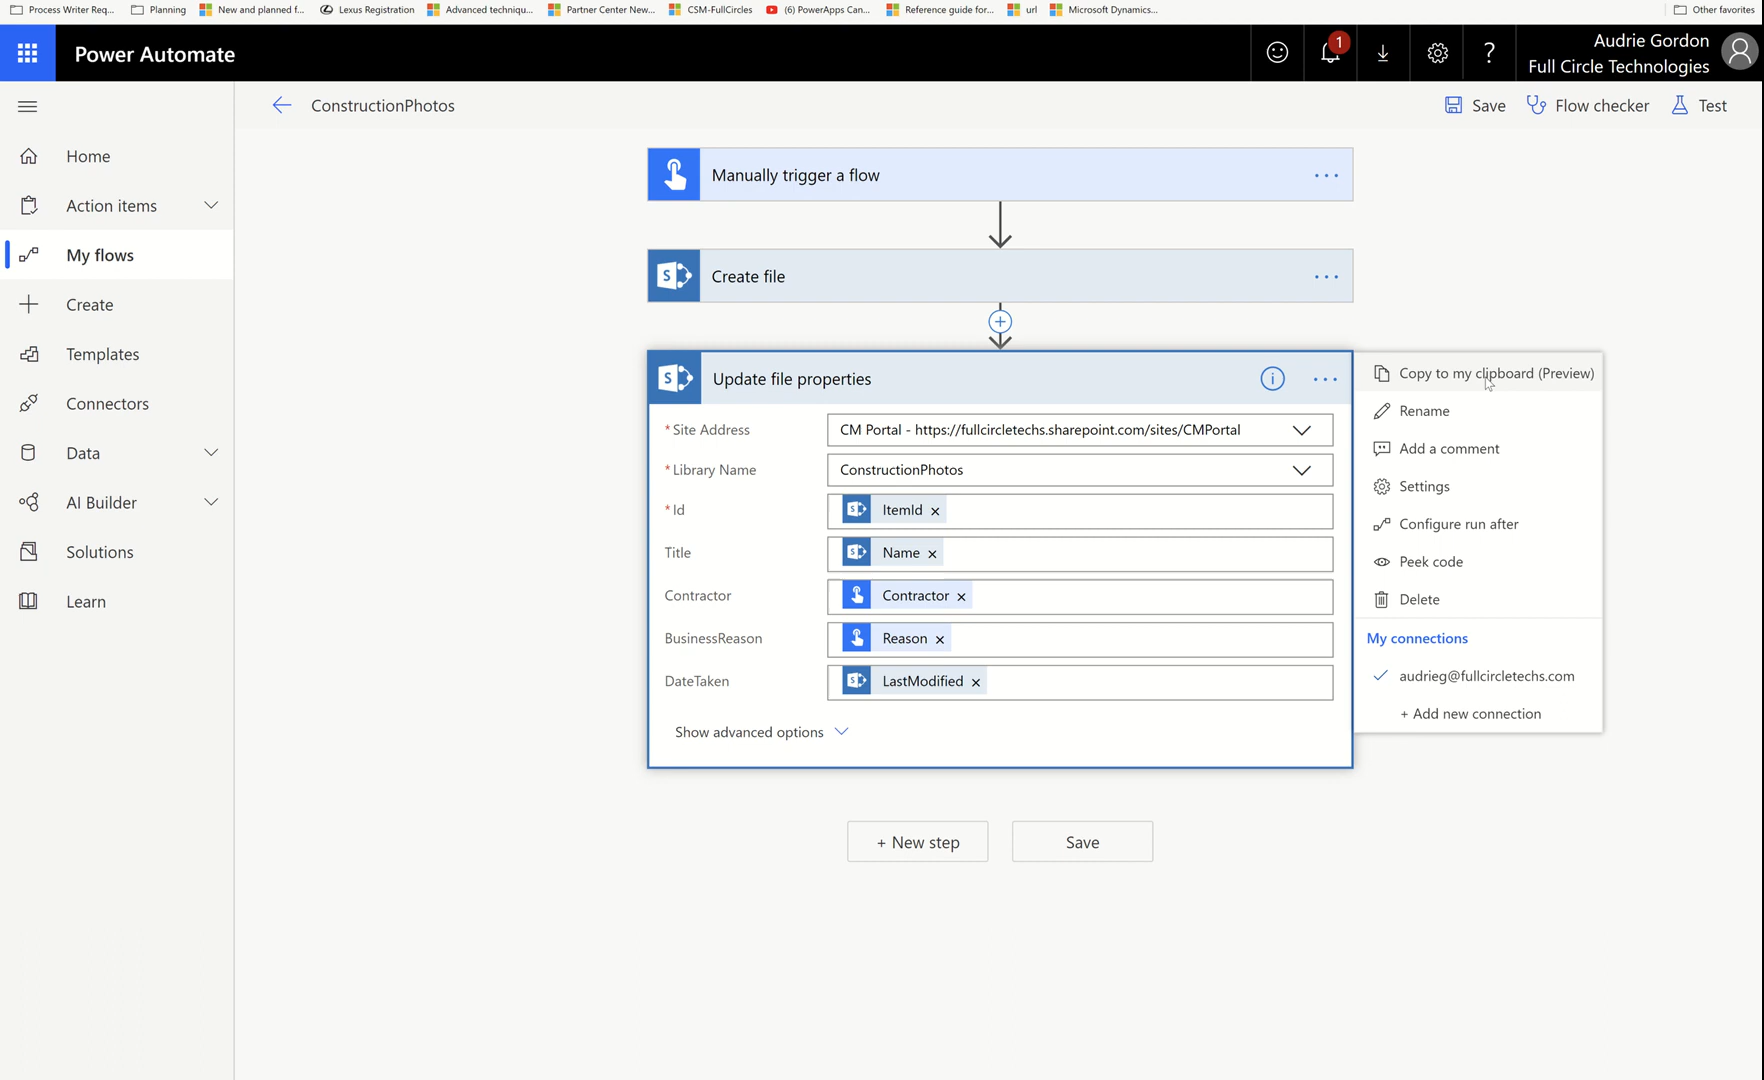 Process Writer Req... Planning New and planned f... Lexus Registration Advanced techniqu... Partner Center New... CSM-FullCircles (6) PowerApps Can... Reference guide for... url Microsoft Dynamics... Other favorites
Power Automate
1
?
Audrie Gordon
Full Circle Technologies
ConstructionPhotos
Save
Flow checker
Test
Home
Action items
My flows
Create
Templates
Connectors
Data
AI Builder
Solutions
Learn
Manually trigger a flow
Create file
Update file properties
* Site Address
CM Portal - https://fullcircletechs.sharepoint.com/sites/CMPortal
* Library Name
ConstructionPhotos
* Id
ItemId
Title
Name
Contractor
Contractor
BusinessReason
Reason
DateTaken
LastModified
Show advanced options
Copy to my clipboard (Preview)
Rename
Add a comment
Settings
Configure run after
Peek code
Delete
My connections
audrieg@fullcircletechs.com
+ Add new connection
+ New step
Save